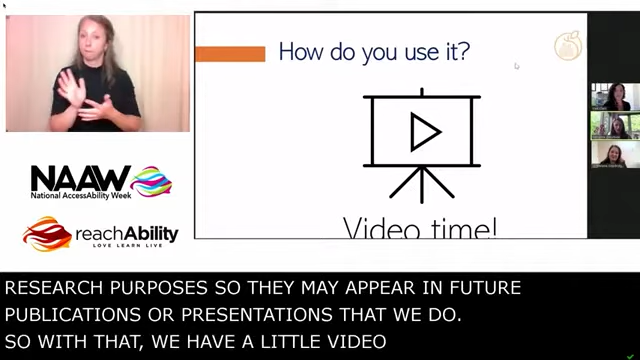 How do you use it?
Video time!
NAAW
National AccessAbility Week
reachAbility
LOVE LEARN LIVE
RESEARCH PURPOSES SO THEY MAY APPEAR IN FUTURE
PUBLICATIONS OR PRESENTATIONS THAT WE DO.
SO WITH THAT, WE HAVE A LITTLE VIDEO